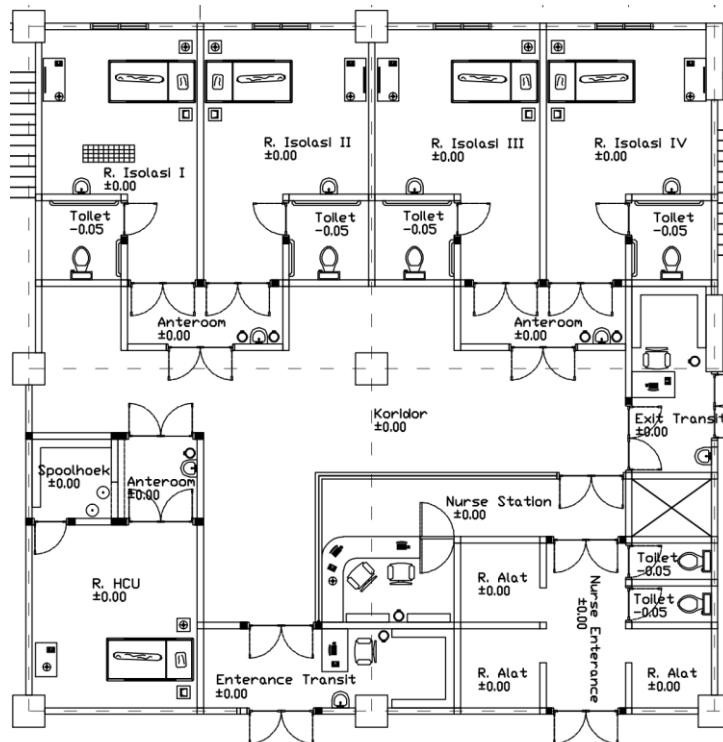 R. Isolasi I
±0.00
R. Isolasi II
±0.00
R. Isolasi III
±0.00
R. Isolasi IV
±0.00
Toilet
-0.05
Toilet
-0.05
Toilet
-0.05
Toilet
-0.05
Anteroom
±0.00
Anteroom
±0.00
Koridor
±0.00
Exit Transit
±0.00
Spoolhoek
±0.00
Anteroom
±0.00
Nurse Station
±0.00
R. HCU
±0.00
R. Alat
±0.00
Nurse Enterance
±0.00
Toilet
-0.05
Toilet
-0.05
Enterance Transit
±0.00
R. Alat
±0.00
R. Alat
±0.00